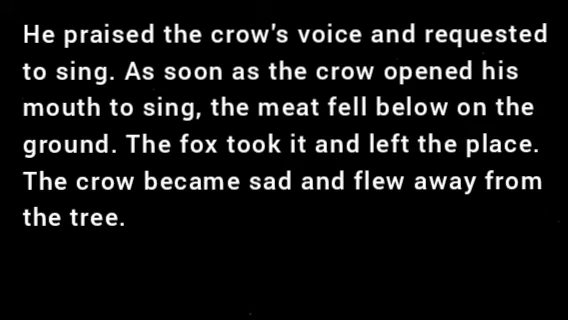 He praised the crow's voice and requested
to sing. As soon as the crow opened his
mouth to sing, the meat fell below on the
ground. The fox took it and left the place.
The crow became sad and flew away from
the tree.